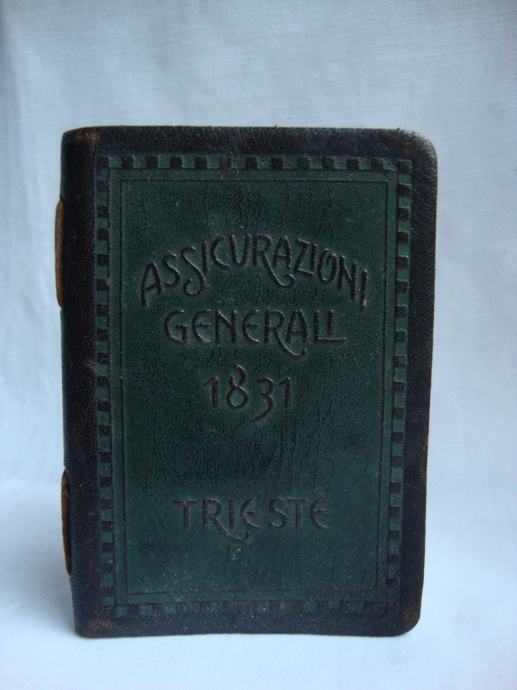 ASSICURAZIONI
GENERALI
1831
TRIESTE